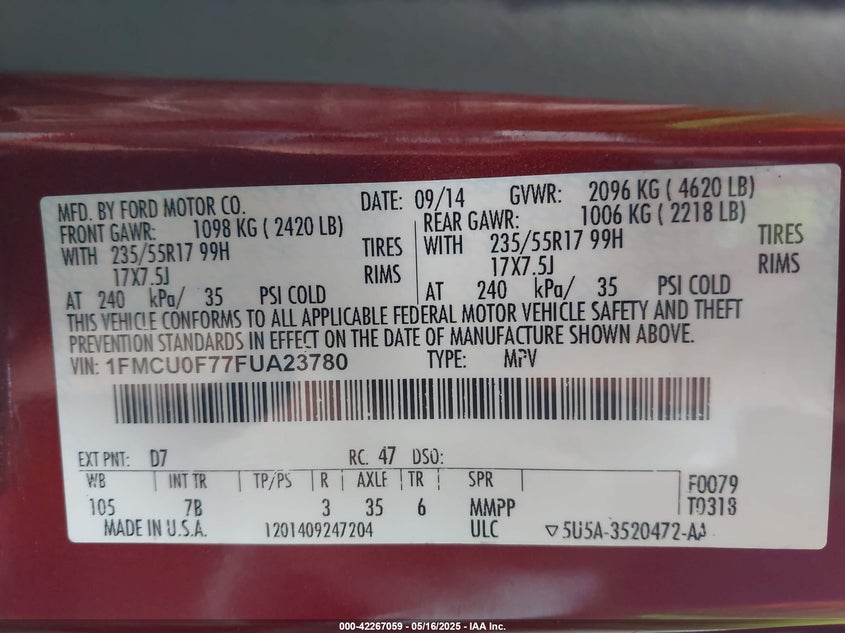 MFD. BY FORD MOTOR CO. DATE: 09/14 GVWR: 2096 KG ( 4620 LB)
FRONT GAWR: 1098 KG ( 2420 LB) REAR GAWR: 1006 KG ( 2218 LB)
WITH 235/55R17 99H TIRES WITH 235/55R17 99H TIRES
17X7.5J RIMS 17X7.5J RIMS
AT 240 kPa/ 35 PSI COLD AT 240 kPa/ 35 PSI COLD
THIS VEHICLE CONFORMS TO ALL APPLICABLE FEDERAL MOTOR VEHICLE SAFETY AND THEFT
PREVENTION STANDARDS IN EFFECT ON THE DATE OF MANUFACTURE SHOWN ABOVE.
VIN: 1FMCU0F77FUA23780 TYPE: MPV
EXT PNT: D7 RC: 47 DSO:
WB INT TR TP/PS R AXLE TR SPR F0079
105 7B 3 35 6 MMPP T0318
MADE IN U.S.A. 1201409247204 ULC ▽5U5A-3520472-AA
000-42267059 - 05/16/2025 - IAA Inc.